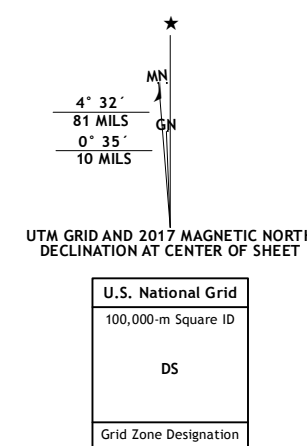 ★
MN
4° 32´
81 MILS
GN
0° 35´
10 MILS
UTM GRID AND 2017 MAGNETIC NORTH
DECLINATION AT CENTER OF SHEET
U.S. National Grid
100,000-m Square ID
DS
Grid Zone Designation